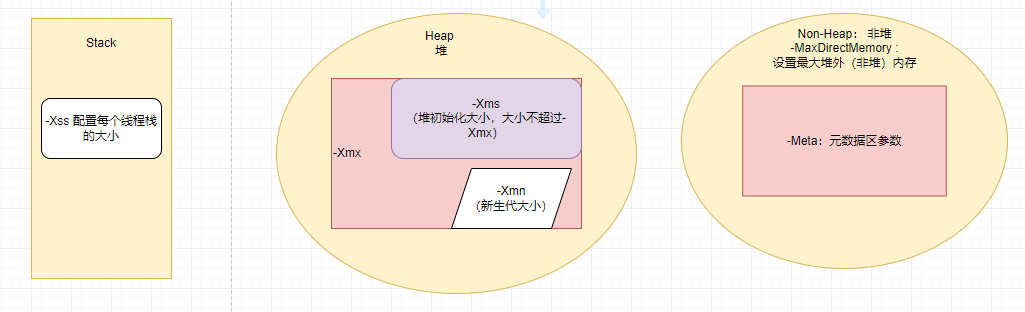 Stack
-Xss 配置每个线程栈
的大小
Heap
堆
-Xms
（堆初始化大小，大小不超过-
Xmx）
-Xmx
-Xmn
（新生代大小）
Non-Heap： 非堆
-MaxDirectMemory :
设置最大堆外（非堆）内存
-Meta：元数据区参数